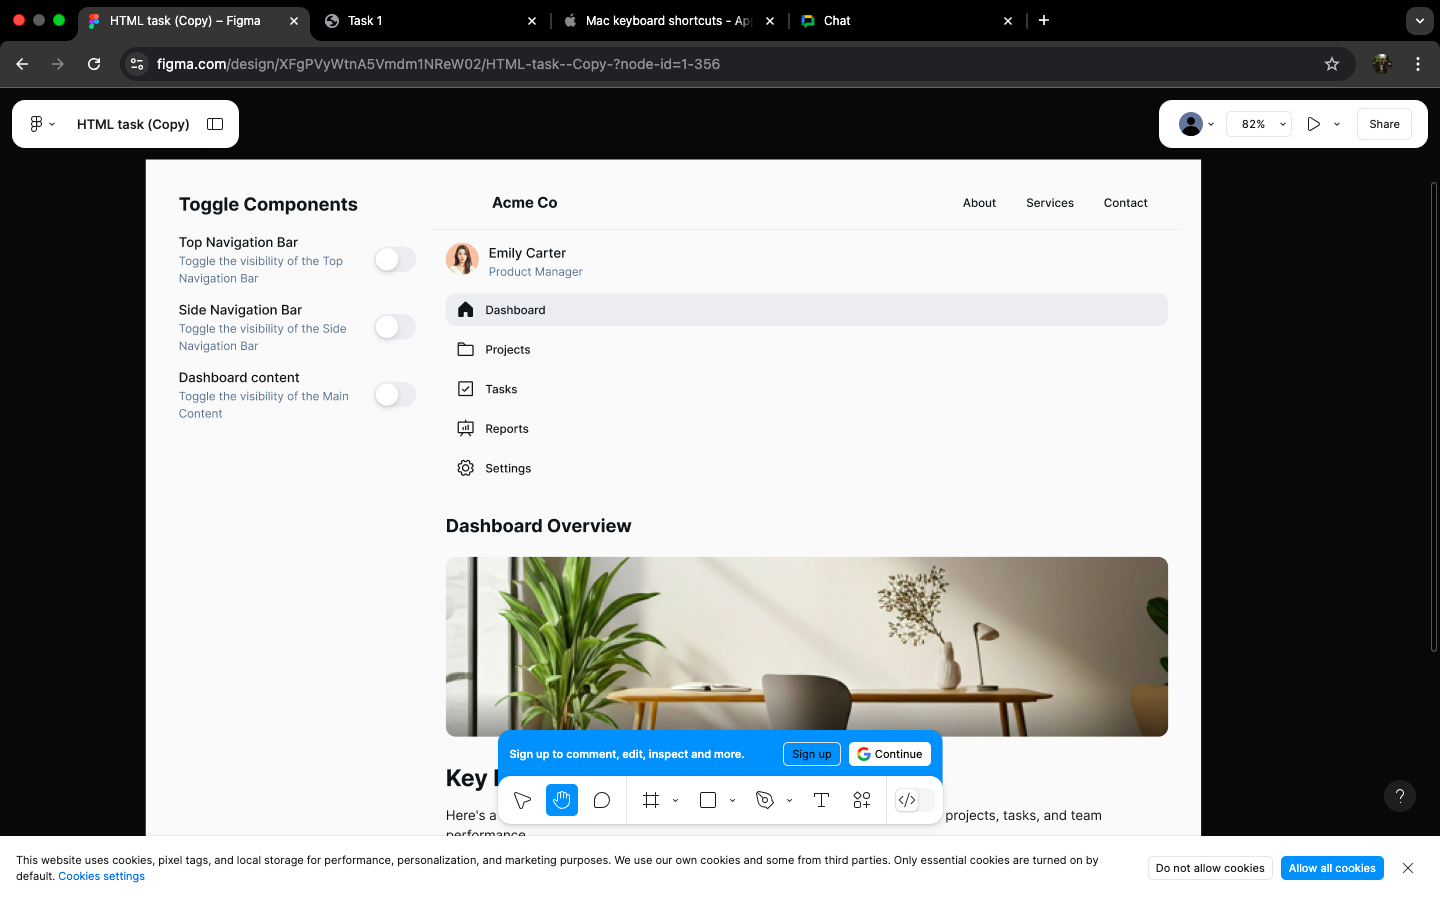 HTML task (Copy) – Figma
Task 1
Mac keyboard shortcuts - Ap
Chat
figma.com/design/XFgPVyWtnA5Vmdm1NReW02/HTML-task--Copy-?node-id=1-356
HTML task (Copy)
82%
Share
Toggle Components
Top Navigation Bar
Toggle the visibility of the Top
Navigation Bar
Side Navigation Bar
Toggle the visibility of the Side
Navigation Bar
Dashboard content
Toggle the visibility of the Main
Content
Acme Co
About
Services
Contact
Emily Carter
Product Manager
Dashboard
Projects
Tasks
Reports
Settings
Dashboard Overview
Sign up to comment, edit, inspect and more.
Sign up
Continue
Key
Here's a
projects, tasks, and team
performance
?
This website uses cookies, pixel tags, and local storage for performance, personalization, and marketing purposes. We use our own cookies and some from third parties. Only essential cookies are turned on by
default. Cookies settings
Do not allow cookies
Allow all cookies